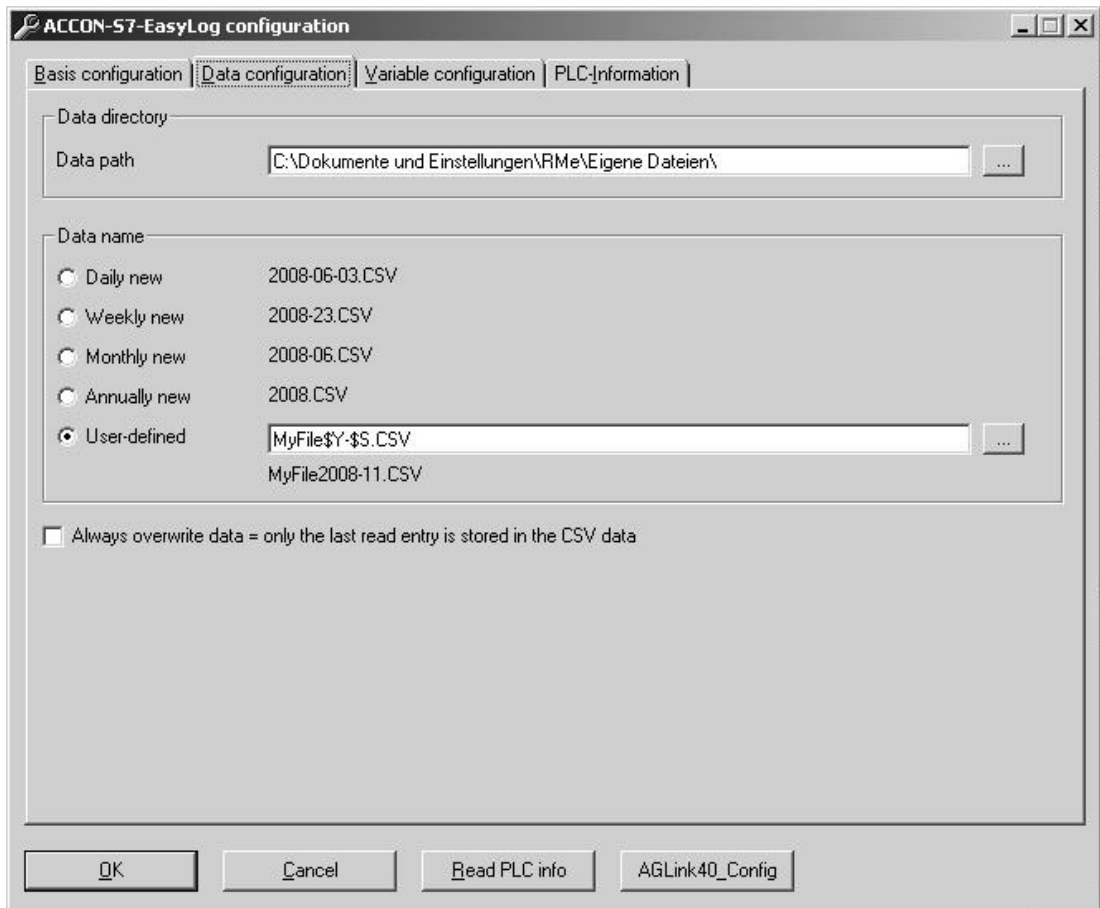 ACCON-S7-EasyLog configuration
Basis configuration Data configuration Variable configuration PLC-Information
Data directory
Data path C:\Dokumente und Einstellungen\RMe\Eigene Dateien\ ...
Data name
Daily new 2008-06-03.CSV
Weekly new 2008-23.CSV
Monthly new 2008-06.CSV
Annually new 2008.CSV
User-defined MyFile$Y-$S.CSV ...
MyFile2008-11.CSV
Always overwrite data = only the last read entry is stored in the CSV data
OK Cancel Read PLC info AGLink40_Config